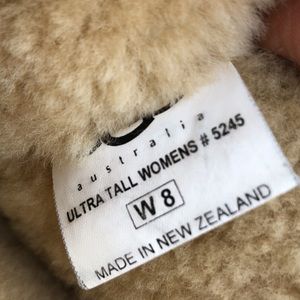 australia
ULTRA TALL WOMENS # 5245
W 8
MADE IN NEW ZEALAND